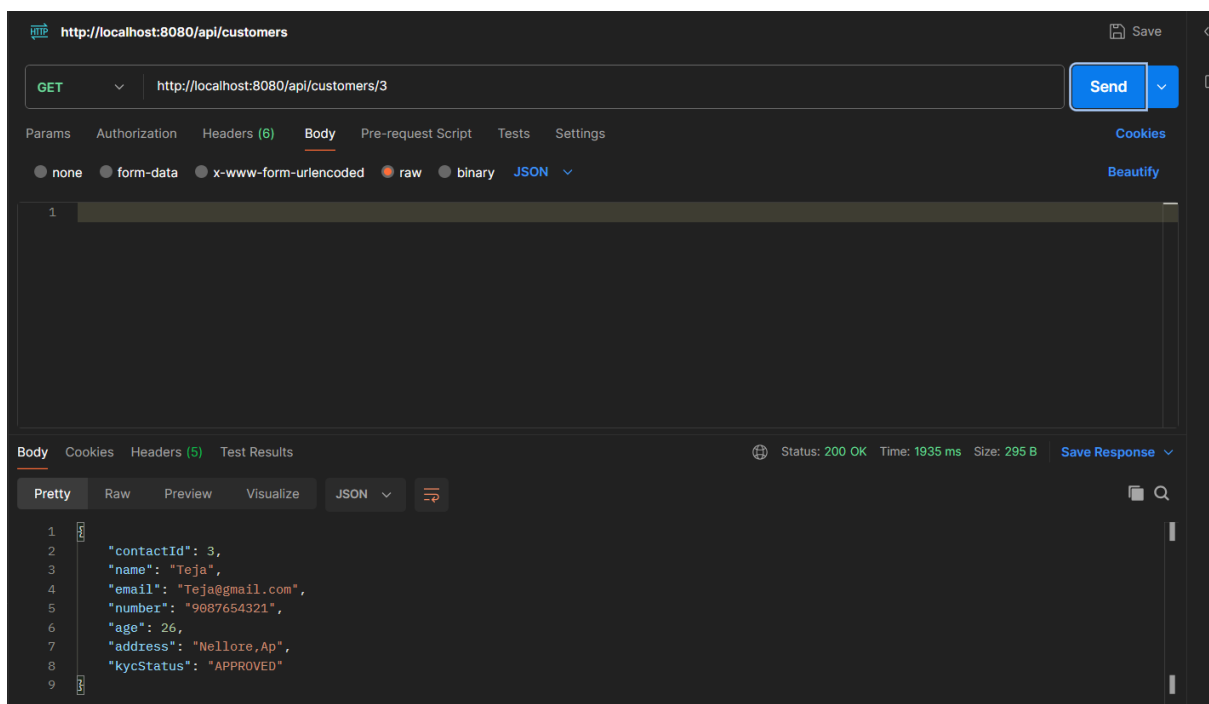 HTTP http://localhost:8080/api/customers Save
GET http://localhost:8080/api/customers/3 Send
Params Authorization Headers (6) Body Pre-request Script Tests Settings Cookies
none form-data x-www-form-urlencoded raw binary JSON Beautify
1
Body Cookies Headers (5) Test Results Status: 200 OK Time: 1935 ms Size: 295 B Save Response
Pretty Raw Preview Visualize JSON
1 {
2 "contactId": 3,
3 "name": "Teja",
4 "email": "Teja@gmail.com",
5 "number": "9087654321",
6 "age": 26,
7 "address": "Nellore,Ap",
8 "kycStatus": "APPROVED"
9 }